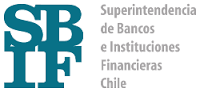 SB
IF
Superintendencia
de Bancos
e Instituciones
Financieras
Chile